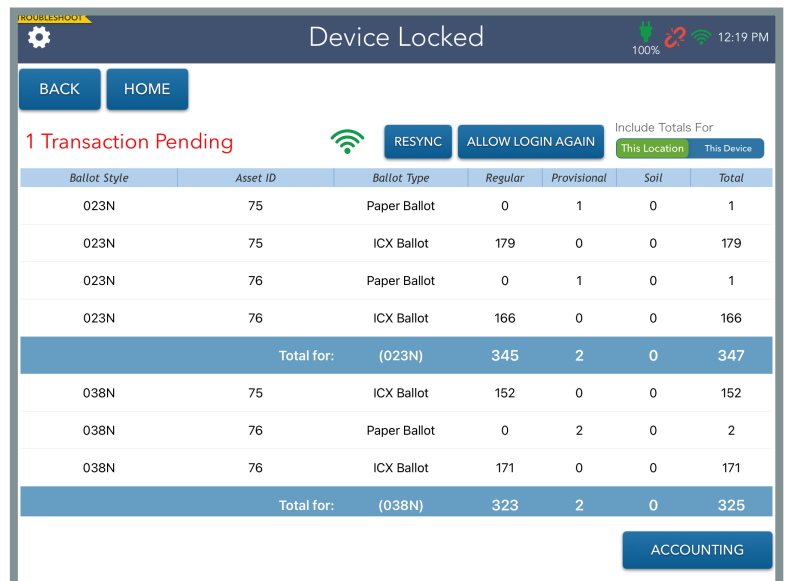 TROUBLESHOOT
Device Locked
100%
12:19 PM
BACK
HOME
1 Transaction Pending
RESYNC
ALLOW LOGIN AGAIN
Include Totals For
This Location
This Device
Ballot Style Asset ID Ballot Type Regular Provisional Soil Total
023N 75 Paper Ballot 0 1 0 1
023N 75 ICX Ballot 179 0 0 179
023N 76 Paper Ballot 0 1 0 1
023N 76 ICX Ballot 166 0 0 166
Total for: (023N) 345 2 0 347
038N 75 ICX Ballot 152 0 0 152
038N 76 Paper Ballot 0 2 0 2
038N 76 ICX Ballot 171 0 0 171
Total for: (038N) 323 2 0 325
ACCOUNTING